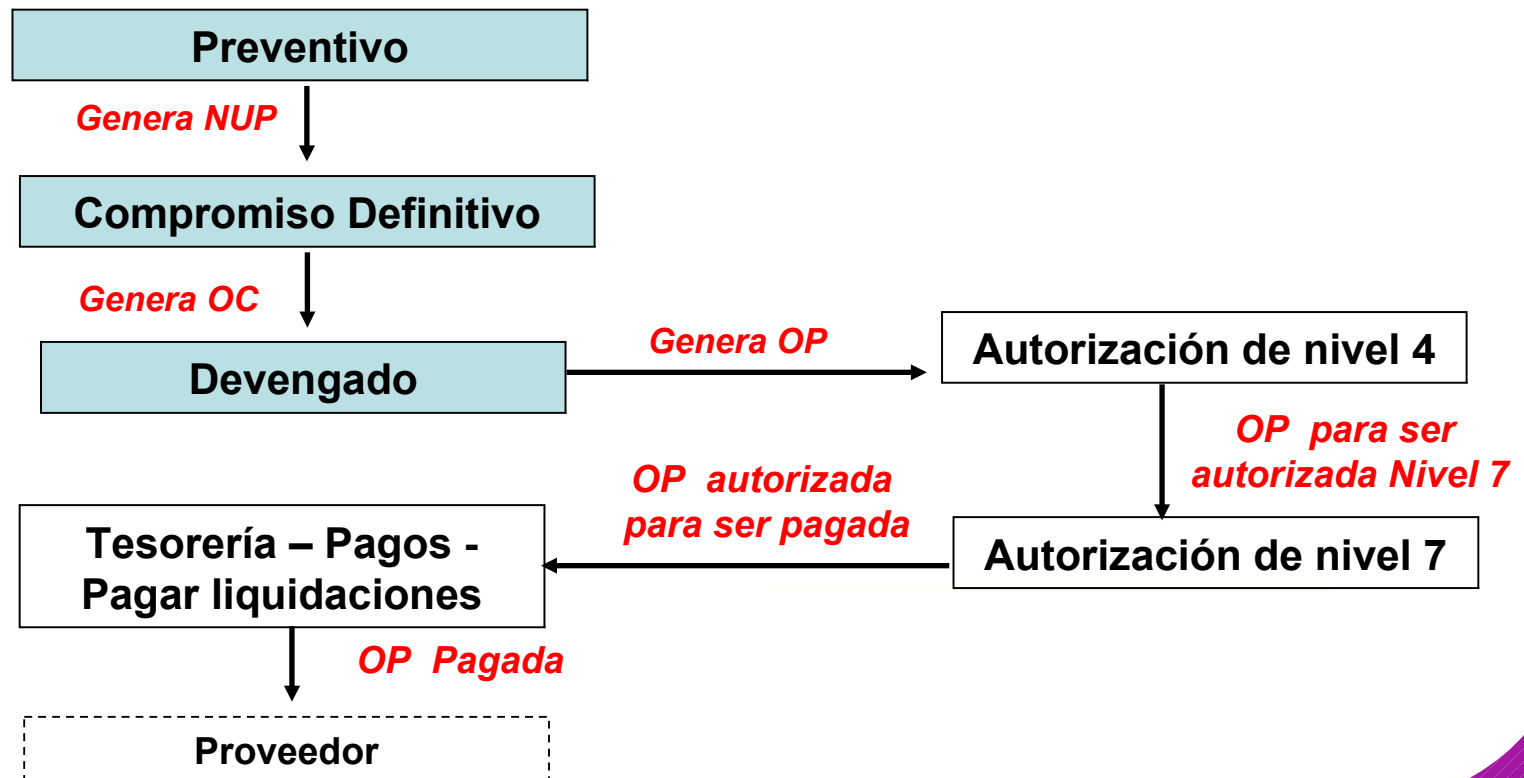 Preventivo
Genera NUP
Compromiso Definitivo
Genera OC
Devengado
Genera OP
Autorización de nivel 4
OP para ser
autorizada Nivel 7
Autorización de nivel 7
OP autorizada
para ser pagada
Tesorería – Pagos -
Pagar liquidaciones
OP Pagada
Proveedor